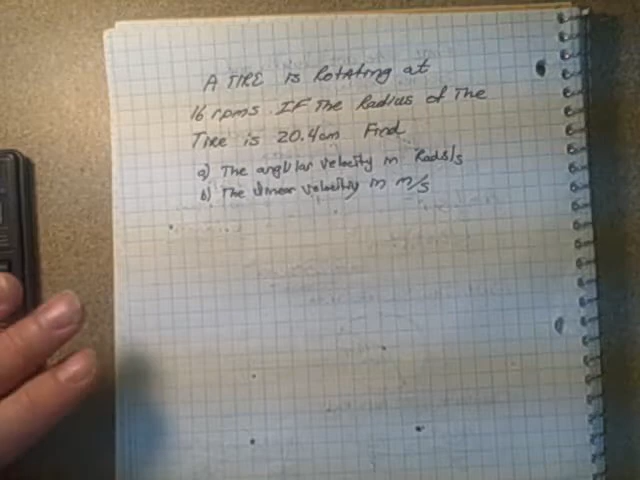 A TIRE is Rotating at
16 rpms. IF The Radius of The
Tire is 20.4cm Find
a) The angular velocity in Rads/s
b) The linear velocity in m/s